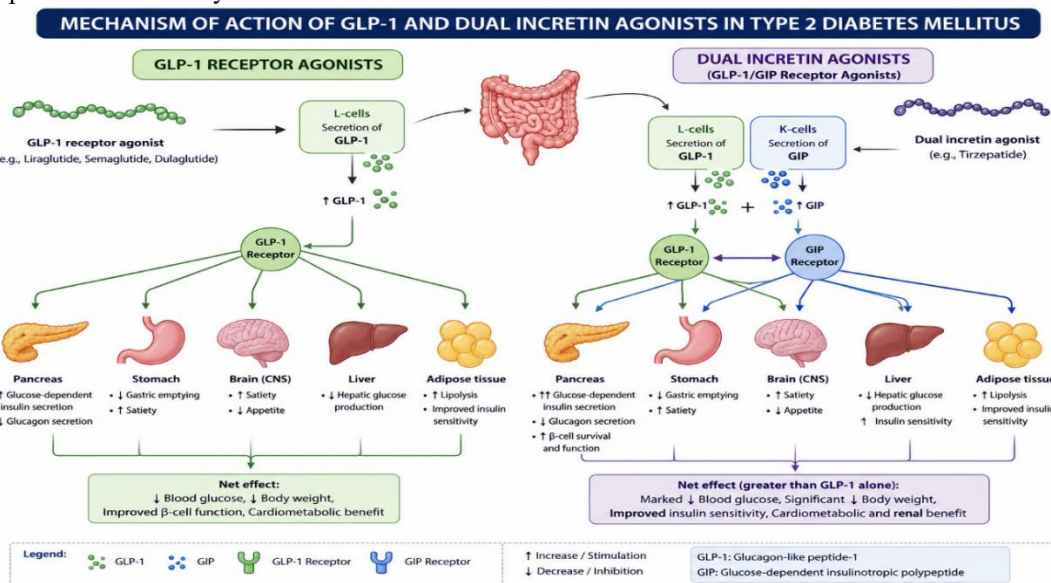 MECHANISM OF ACTION OF GLP-1 AND DUAL INCRETIN AGONISTS IN TYPE 2 DIABETES MELLITUS
GLP-1 RECEPTOR AGONISTS
GLP-1 receptor agonist
(e.g., Liraglutide, Semaglutide, Dulaglutide)
L-cells
Secretion of
GLP-1
↑ GLP-1
GLP-1
Receptor
Pancreas
↑ Glucose-dependent
insulin secretion
↓ Glucagon secretion
Stomach
• ↓ Gastric emptying
• ↑ Satiety
Brain (CNS)
• ↑ Satiety
• ↓ Appetite
Liver
• ↓ Hepatic glucose
production
Adipose tissue
• ↑ Lipolysis
• Improved insulin
sensitivity
Net effect:
↓ Blood glucose, ↓ Body weight,
Improved β-cell function, Cardiometabolic benefit
DUAL INCRETIN AGONISTS
(GLP-1/GIP Receptor Agonists)
L-cells
Secretion of
GLP-1
K-cells
Secretion of
GIP
Dual incretin agonist
(e.g., Tirzepatide)
↑ GLP-1 + ↑ GIP
GLP-1
Receptor
GIP
Receptor
Pancreas
• ↑↑ Glucose-dependent
insulin secretion
• ↓ Glucagon secretion
• ↑ β-cell survival
and function
Stomach
• ↓ Gastric emptying
• ↑ Satiety
Brain (CNS)
• ↑ Satiety
• ↓ Appetite
Liver
• ↓ Hepatic glucose
production
↑ Insulin sensitivity
Adipose tissue
• ↑ Lipolysis
• Improved insulin
sensitivity
Net effect (greater than GLP-1 alone):
Marked ↓ Blood glucose, Significant ↓ Body weight,
Improved insulin sensitivity, Cardiometabolic and renal benefit
Legend: GLP-1 GIP GLP-1 Receptor GIP Receptor
↑ Increase / Stimulation
↓ Decrease / Inhibition
GLP-1: Glucagon-like peptide-1
GIP: Glucose-dependent insulinotropic polypeptide